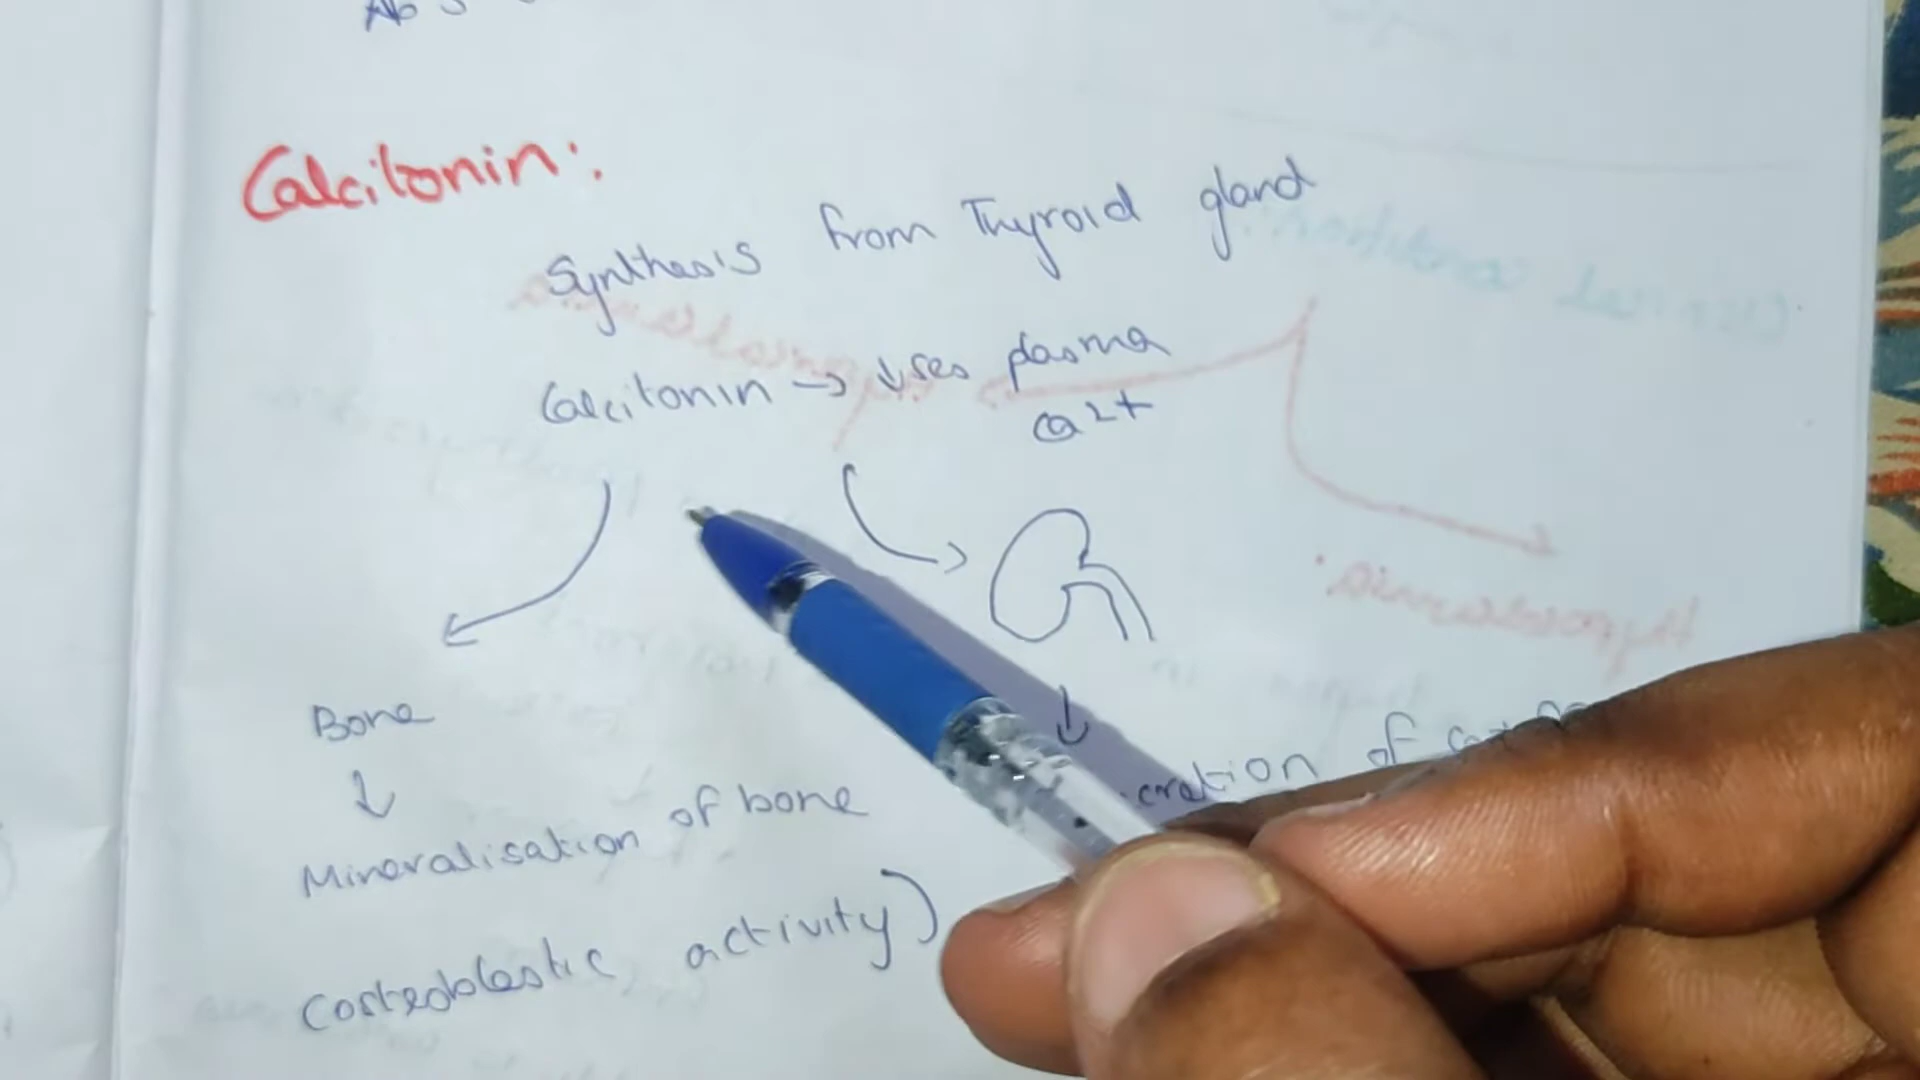 Calcitonin:
Synthesis from Thyroid gland
Calcitonin → ↓ses plasma
Ca2+
Bone
↓
Mineralisation of bone
(osteoblastic activity)
↓
cretion of